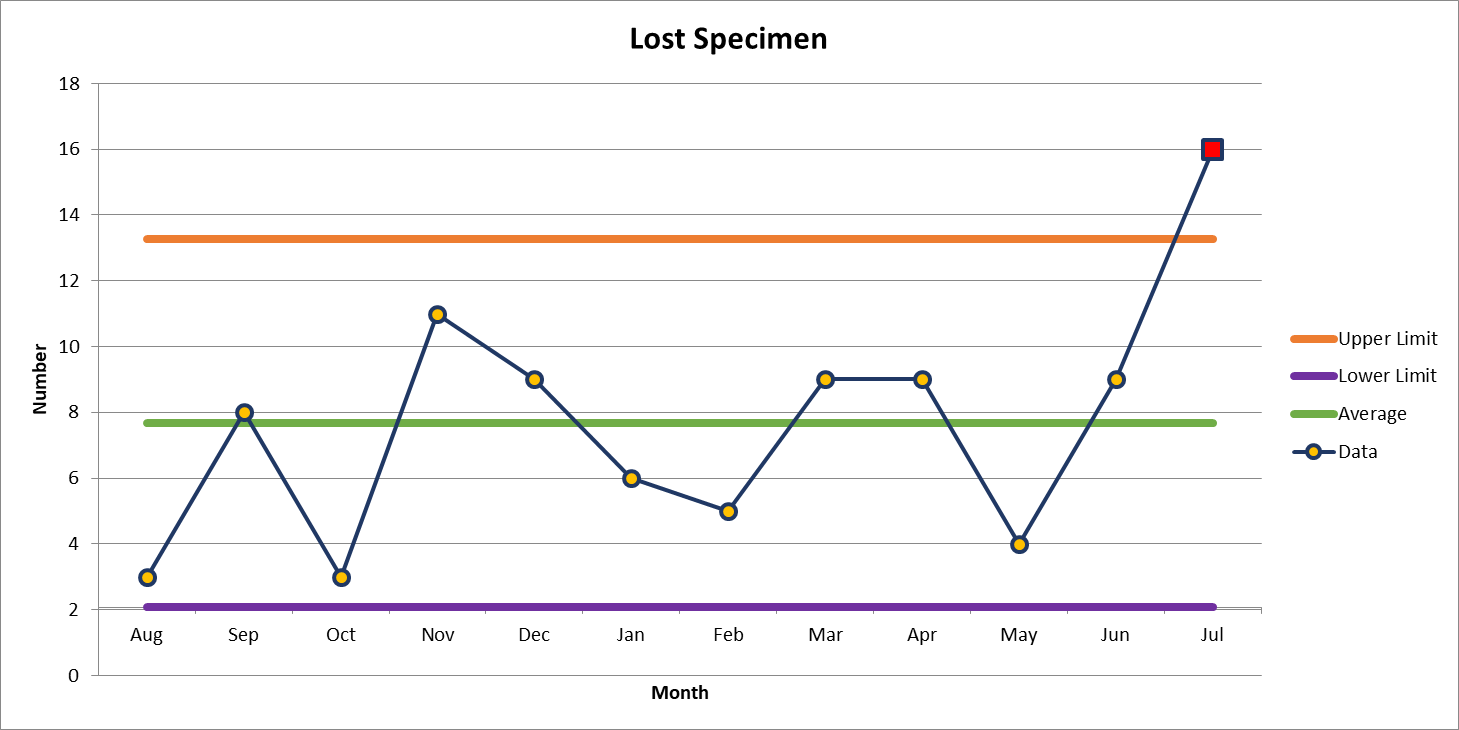 Lost Specimen
18
16
14
12
10
8
6
4
2
0
Number
Aug Sep Oct Nov Dec Jan Feb Mar Apr May Jun Jul
Month
Upper Limit
Lower Limit
Average
Data